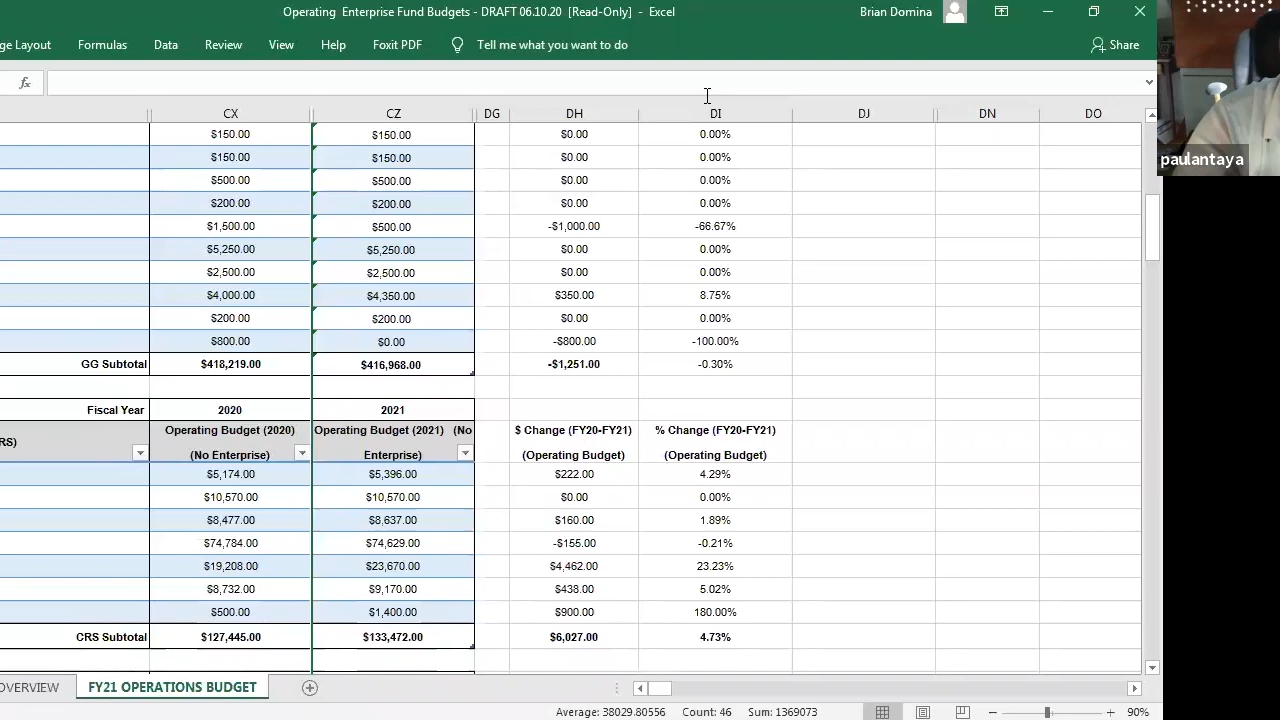 Operating Enterprise Fund Budgets - DRAFT 06.10.20 [Read-Only] - Excel Brian Domina
ge Layout Formulas Data Review View Help Foxit PDF Tell me what you want to do Share
fx
paulantaya
CX CZ DG DH DI DJ DN DO
$150.00 $150.00 $0.00 0.00%
$150.00 $150.00 $0.00 0.00%
$500.00 $500.00 $0.00 0.00%
$200.00 $200.00 $0.00 0.00%
$1,500.00 $500.00 -$1,000.00 -66.67%
$5,250.00 $5,250.00 $0.00 0.00%
$2,500.00 $2,500.00 $0.00 0.00%
$4,000.00 $4,350.00 $350.00 8.75%
$200.00 $200.00 $0.00 0.00%
$800.00 $0.00 -$800.00 -100.00%
GG Subtotal $418,219.00 $416,968.00 -$1,251.00 -0.30%
Fiscal Year 2020 2021
Operating Budget (2020) Operating Budget (2021) (No $ Change (FY20-FY21) % Change (FY20-FY21)
RS)
(No Enterprise) Enterprise) (Operating Budget) (Operating Budget)
$5,174.00 $5,396.00 $222.00 4.29%
$10,570.00 $10,570.00 $0.00 0.00%
$8,477.00 $8,637.00 $160.00 1.89%
$74,784.00 $74,629.00 -$155.00 -0.21%
$19,208.00 $23,670.00 $4,462.00 23.23%
$8,732.00 $9,170.00 $438.00 5.02%
$500.00 $1,400.00 $900.00 180.00%
CRS Subtotal $127,445.00 $133,472.00 $6,027.00 4.73%
OVERVIEW FY21 OPERATIONS BUDGET
Average: 38029.80556 Count: 46 Sum: 1369073 90%